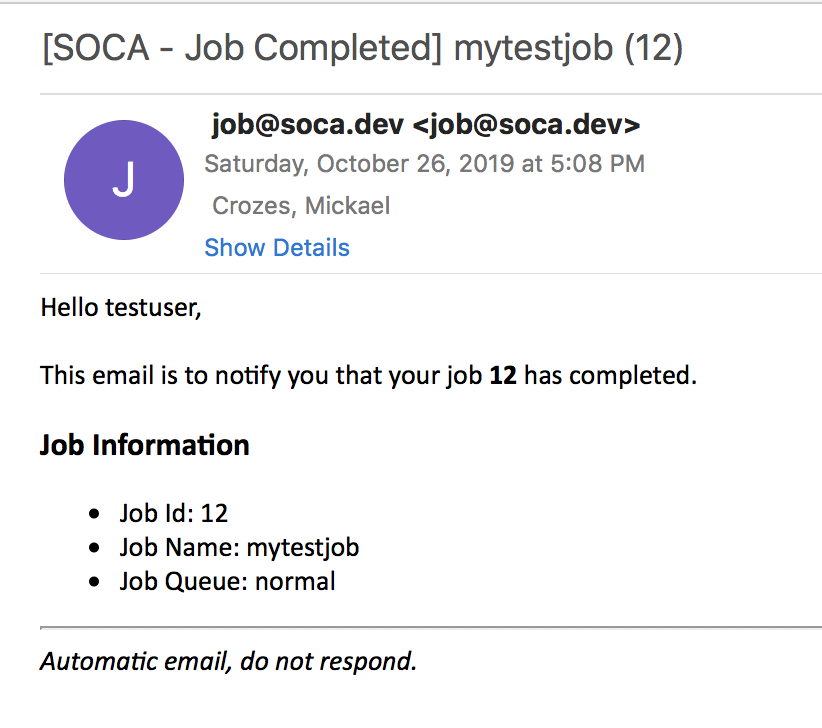 [SOCA - Job Completed] mytestjob (12)
J
job@soca.dev <job@soca.dev>
Saturday, October 26, 2019 at 5:08 PM
Crozes, Mickael
Show Details
Hello testuser,
This email is to notify you that your job 12 has completed.
Job Information
• Job Id: 12
• Job Name: mytestjob
• Job Queue: normal
Automatic email, do not respond.